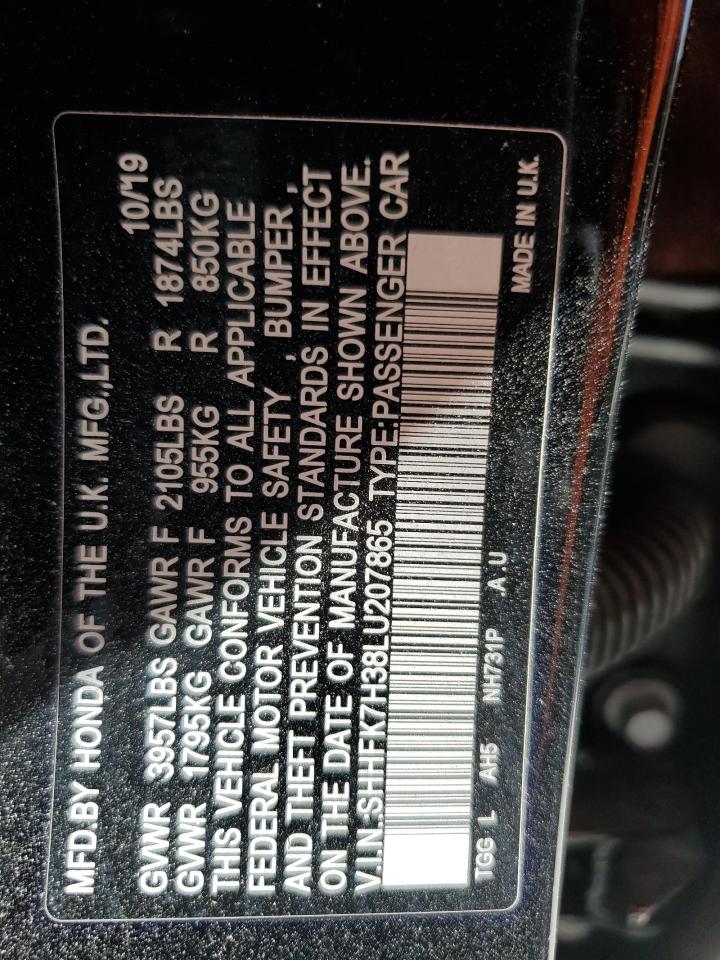 MFD.BY HONDA OF THE U.K. MFG.,LTD.
10/19
GVWR 3957LBS GAWR F 2105LBS R 1874LBS
GVWR 1795KG GAWR F 955KG R 850KG
THIS VEHICLE CONFORMS TO ALL APPLICABLE
FEDERAL MOTOR VEHICLE SAFETY , BUMPER ,
AND THEFT PREVENTION STANDARDS IN EFFECT
ON THE DATE OF MANUFACTURE SHOWN ABOVE.
V.I.N.:SHHFK7H38LU207865 TYPE:PASSENGER CAR
TGG L AH5 NH731P A.U
MADE IN U.K.